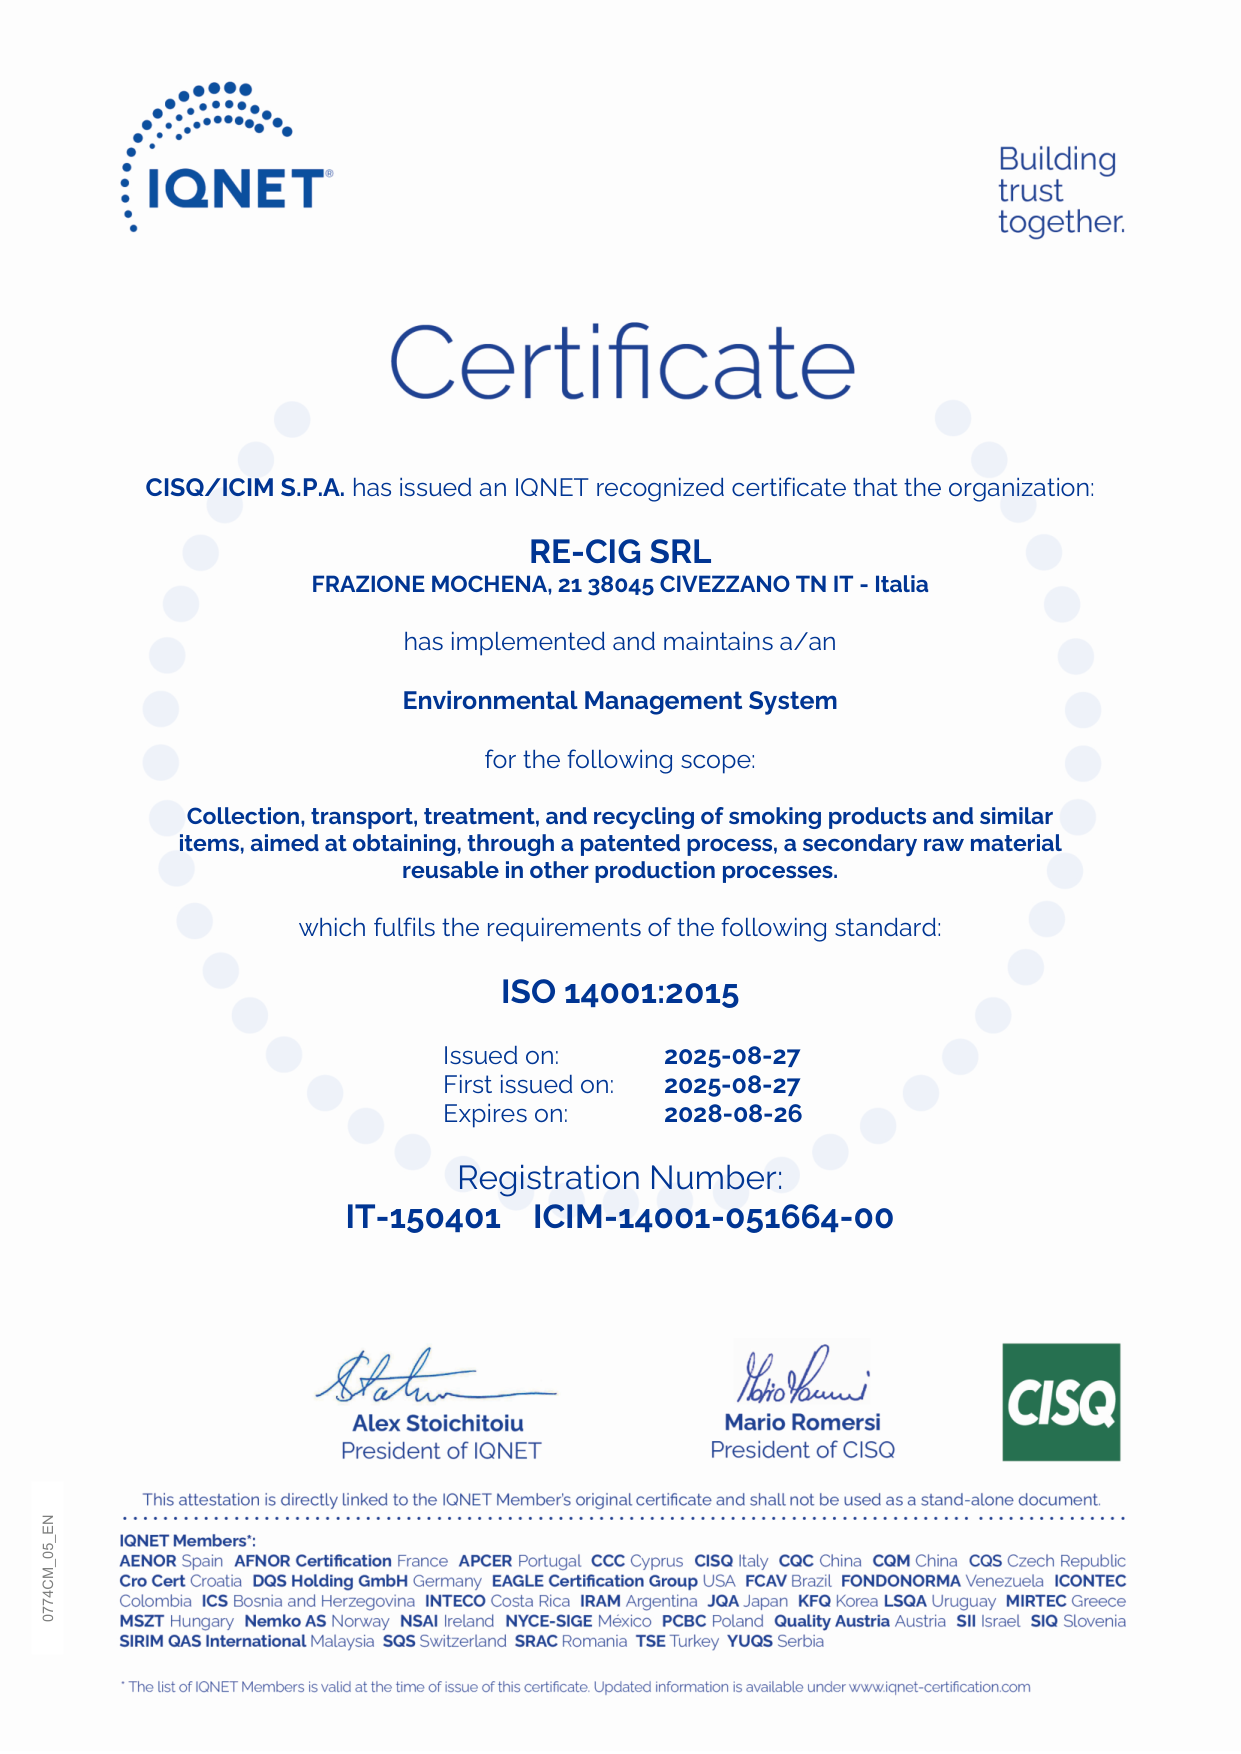 IQNET®
Building
trust
together.
Certificate
CISQ/ICIM S.P.A. has issued an IQNET recognized certificate that the organization:
RE-CIG SRL
FRAZIONE MOCHENA, 21 38045 CIVEZZANO TN IT - Italia
has implemented and maintains a/an
Environmental Management System
for the following scope:
Collection, transport, treatment, and recycling of smoking products and similar
items, aimed at obtaining, through a patented process, a secondary raw material
reusable in other production processes.
which fulfils the requirements of the following standard:
ISO 14001:2015
Issued on: 2025-08-27
First issued on: 2025-08-27
Expires on: 2028-08-26
Registration Number:
IT-150401 ICIM-14001-051664-00
Alex Stoichitoiu
President of IQNET
Mario Romersi
President of CISQ
CISQ
This attestation is directly linked to the IQNET Member's original certificate and shall not be used as a stand-alone document.
IQNET Members*:
AENOR Spain AFNOR Certification France APCER Portugal CCC Cyprus CISQ Italy CQC China CQM China CQS Czech Republic
Cro Cert Croatia DQS Holding GmbH Germany EAGLE Certification Group USA FCAV Brazil FONDONORMA Venezuela ICONTEC
Colombia ICS Bosnia and Herzegovina INTECO Costa Rica IRAM Argentina JQA Japan KFQ Korea LSQA Uruguay MIRTEC Greece
MSZT Hungary Nemko AS Norway NSAI Ireland NYCE-SIGE México PCBC Poland Quality Austria Austria SII Israel SIQ Slovenia
SIRIM QAS International Malaysia SQS Switzerland SRAC Romania TSE Turkey YUQS Serbia
* The list of IQNET Members is valid at the time of issue of this certificate. Updated information is available under www.iqnet-certification.com
0774CM_05_EN